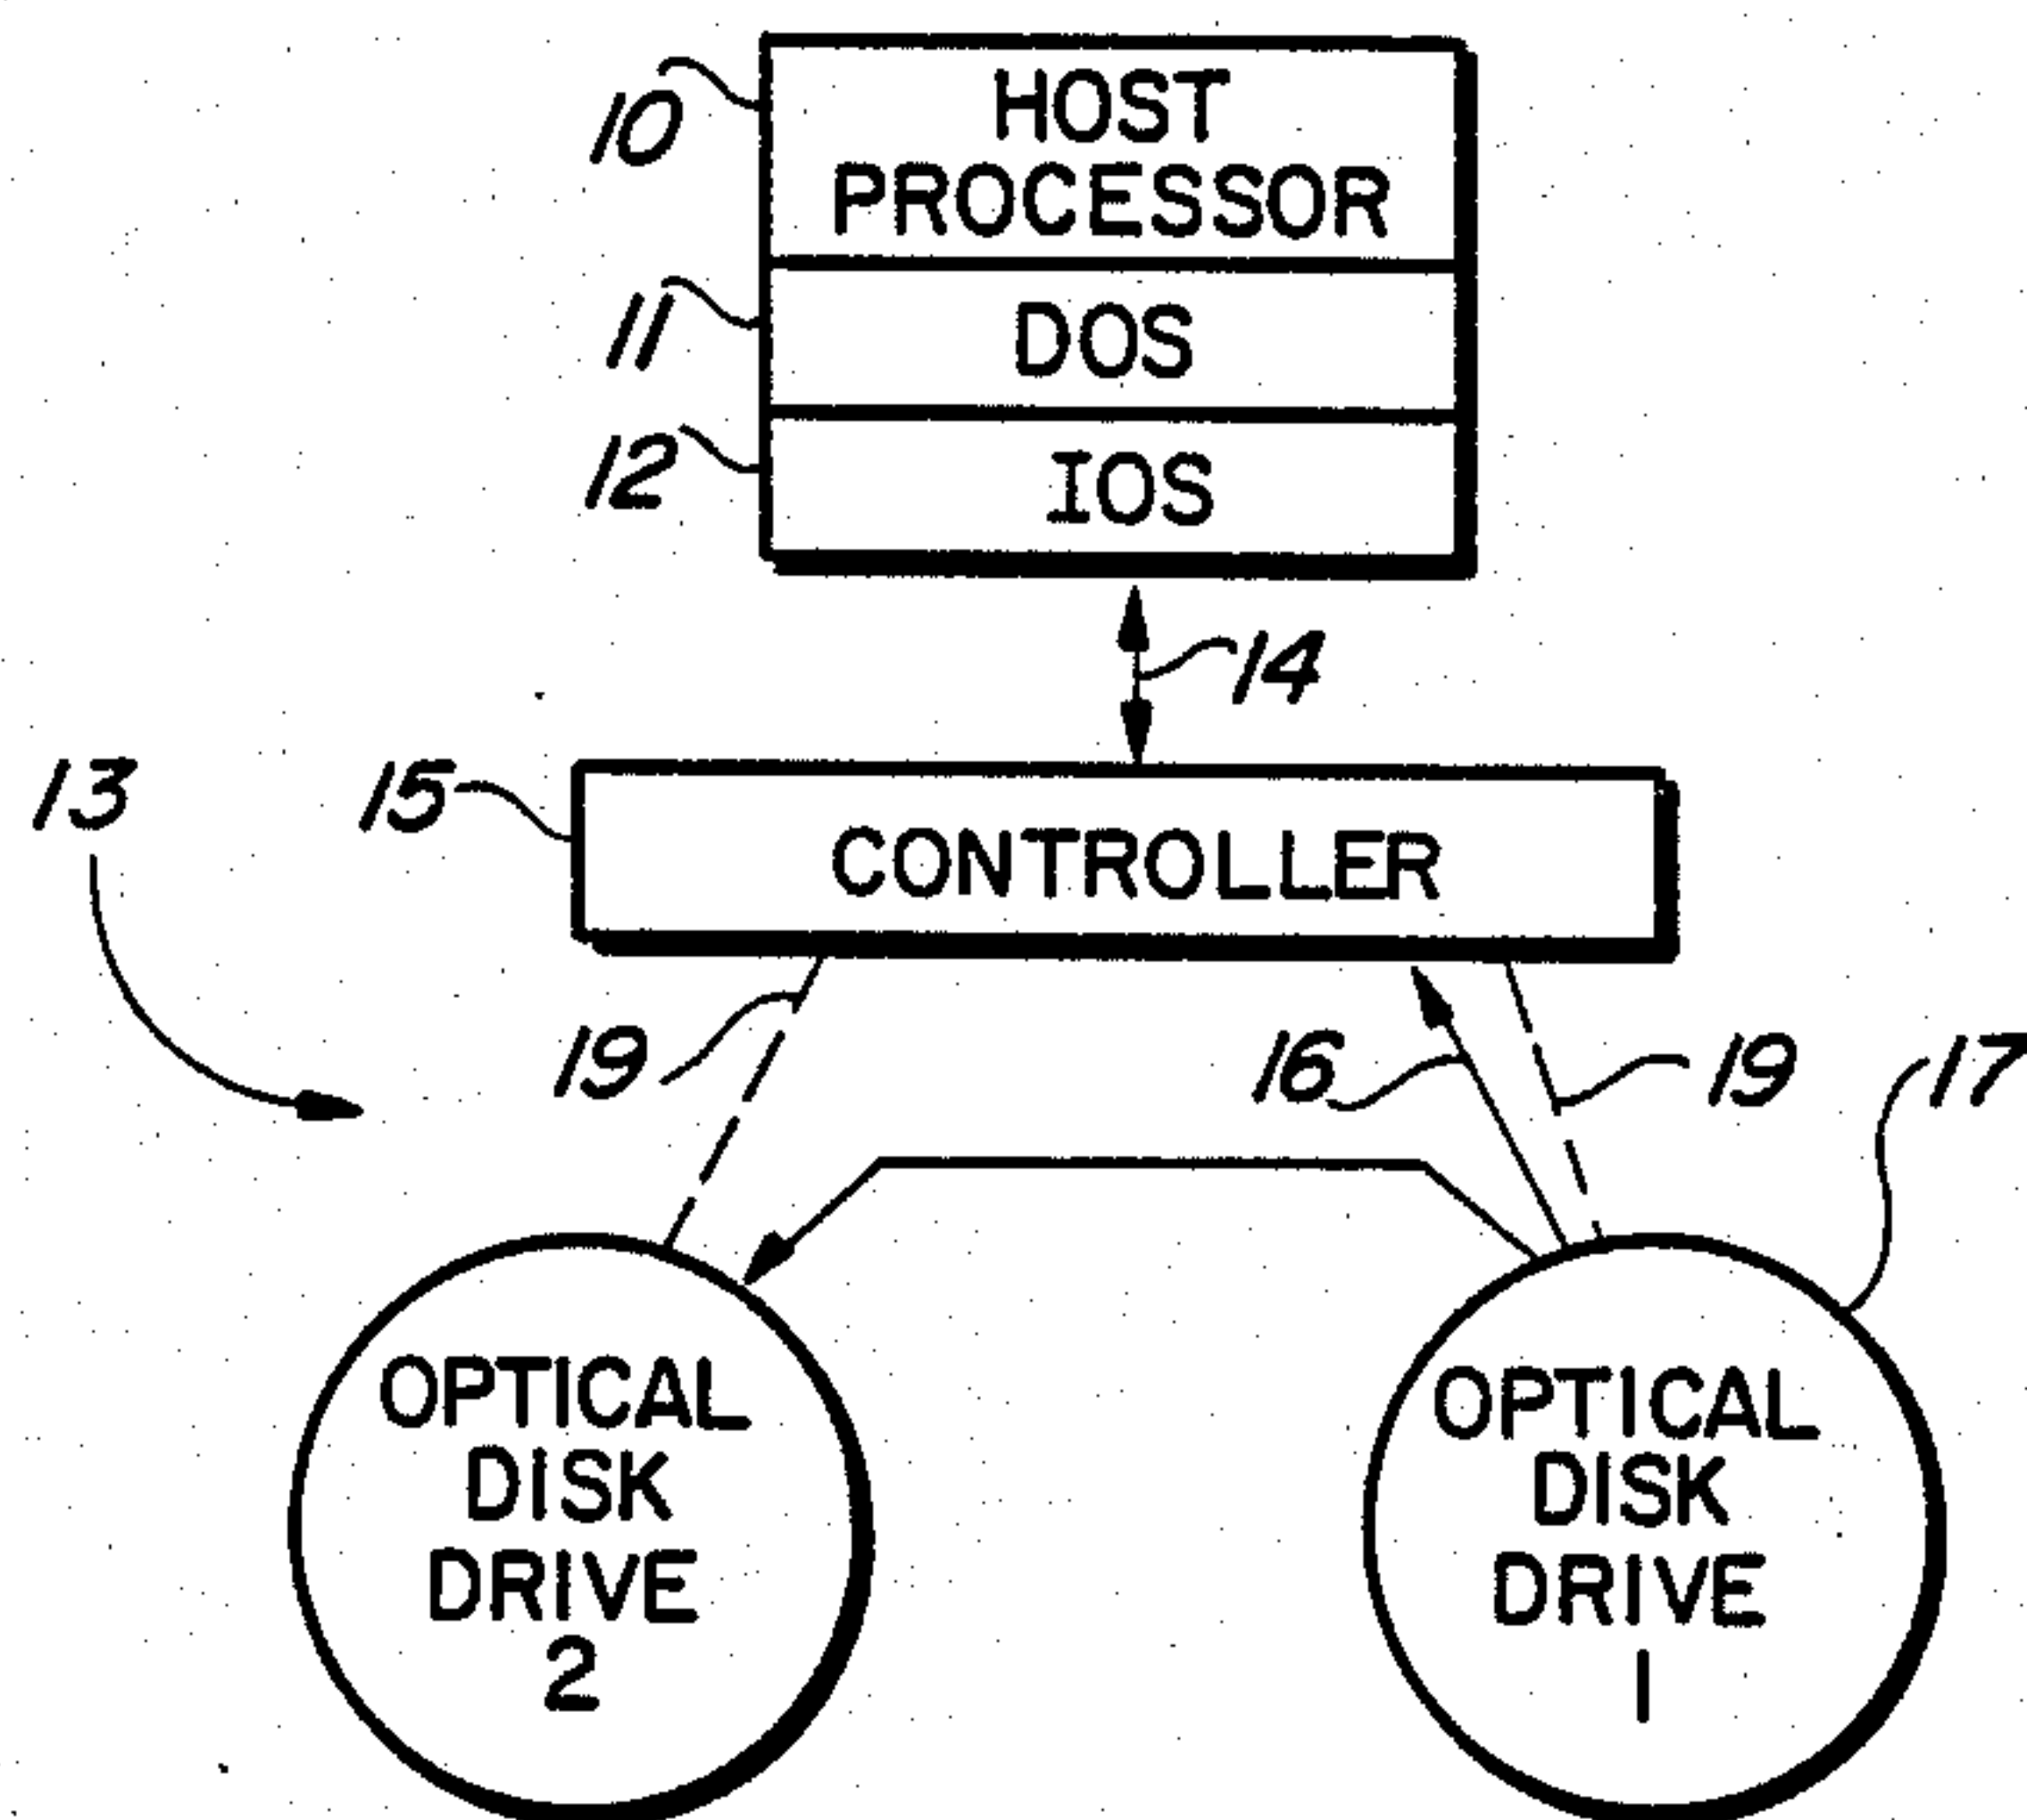 10
HOST
PROCESSOR
11
DOS
12
IOS
14
13
15
CONTROLLER
19
16
19
17
OPTICAL
DISK
DRIVE
2
OPTICAL
DISK
DRIVE
1